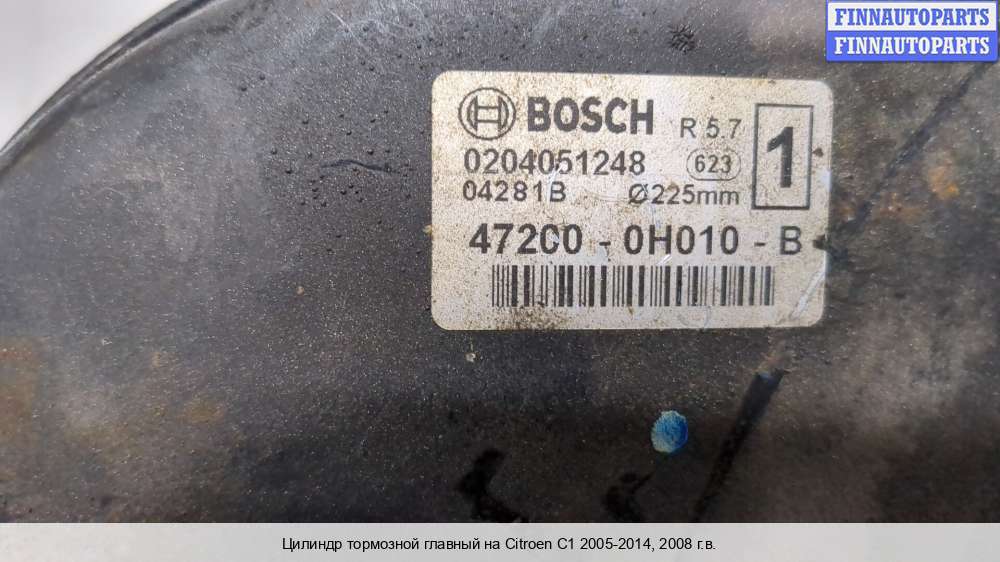 FINNAUTOPARTS
FINNAUTOPARTS
BOSCH R 5.7 1
0204051248 623
04281B Ø225mm
47200 - 0H010 - B
Цилиндр тормозной главный на Citroen C1 2005-2014, 2008 г.в.